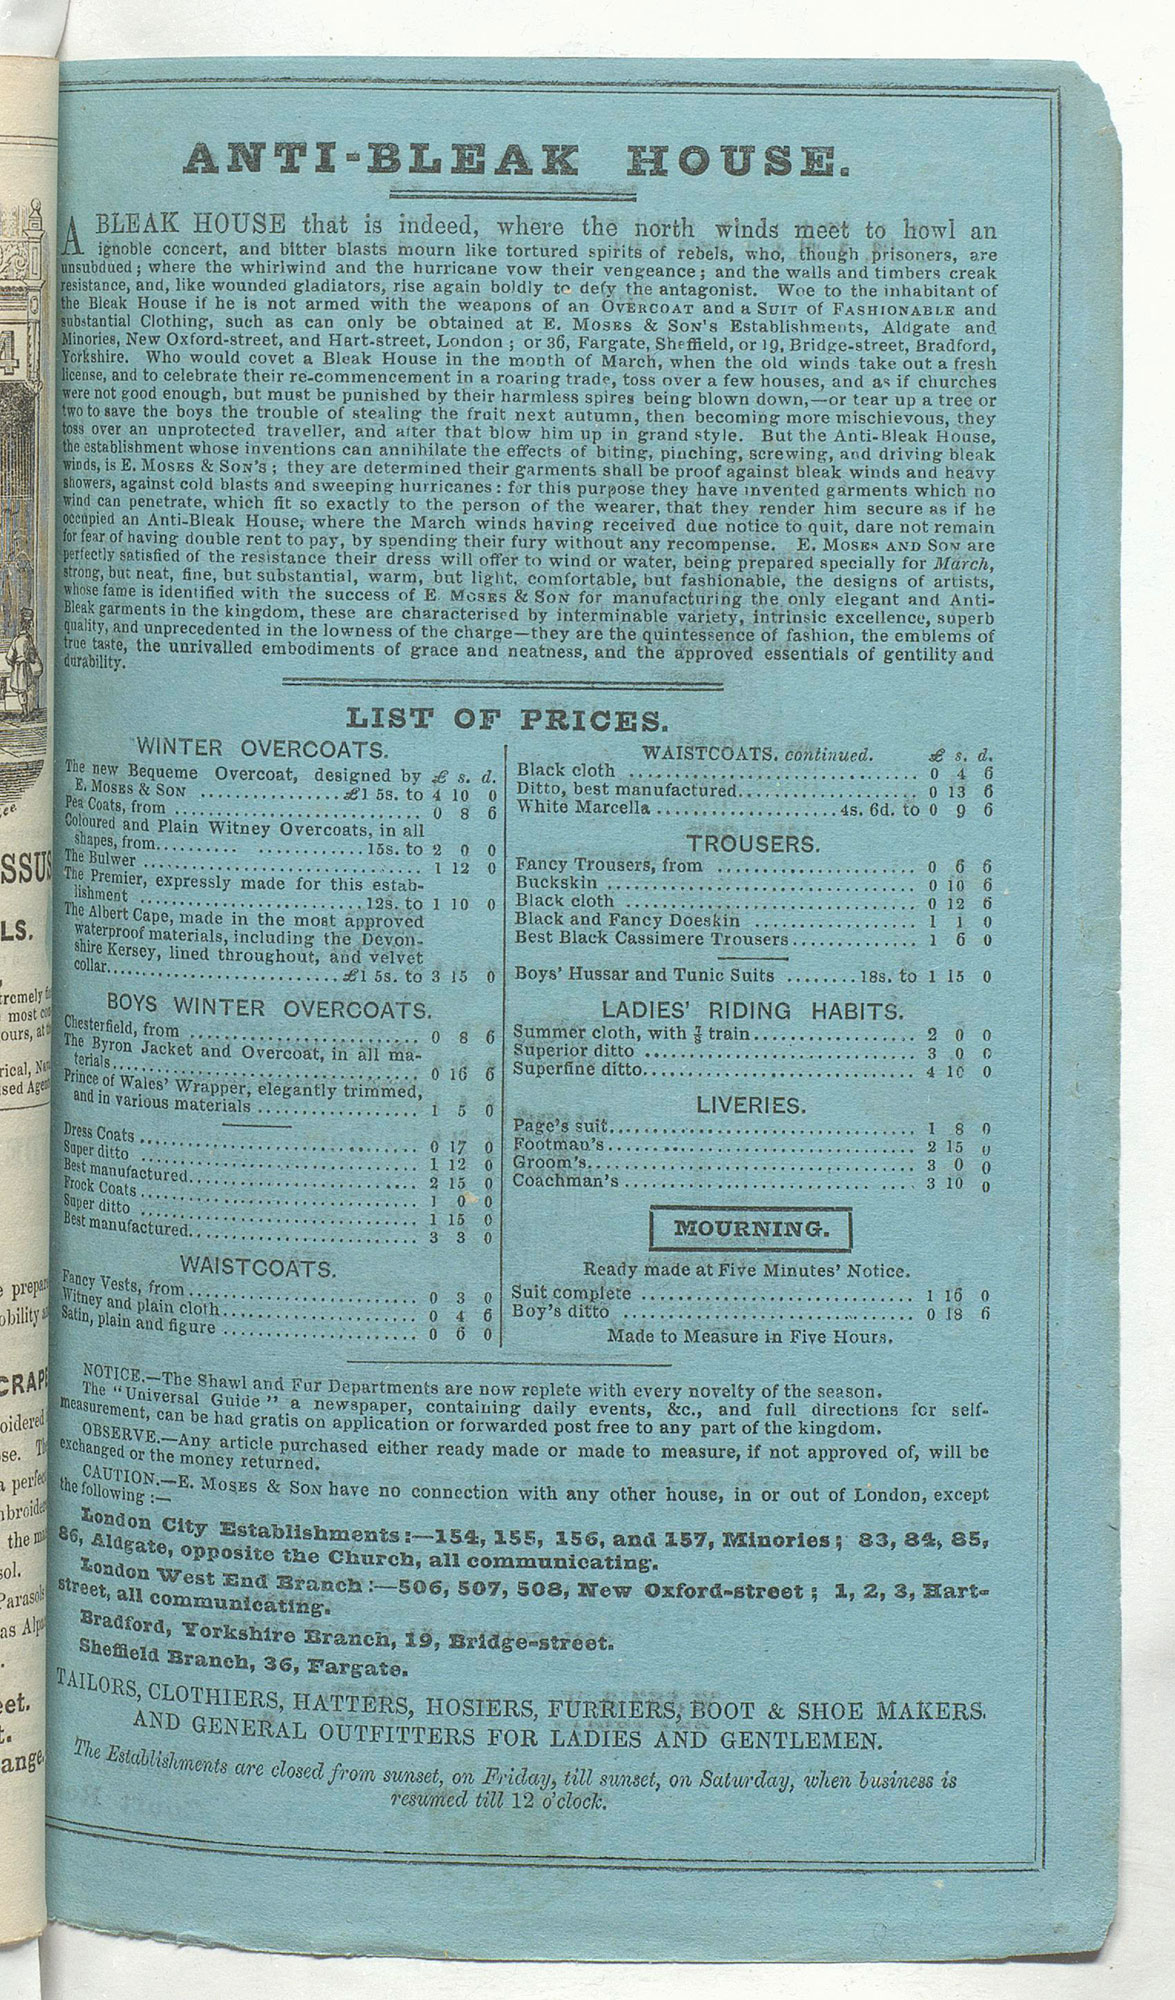 ANTI-BLEAK HOUSE.
A BLEAK HOUSE that is indeed, where the north winds meet to howl an
ignoble concert, and bitter blasts mourn like tortured spirits of rebels, who, though prisoners, are
unsubdued; where the whirlwind and the hurricane vow their vengeance; and the walls and timbers creak
resistance, and, like wounded gladiators, rise again boldly to defy the antagonist. Woe to the inhabitant of
the Bleak House if he is not armed with the weapons of an OVERCOAT and a SUIT of FASHIONABLE and
substantial Clothing, such as can only be obtained at E. MOSES & SON'S Establishments, Aldgate and
Minories, New Oxford-street, and Hart-street, London; or 36, Fargate, Sheffield, or 19, Bridge-street, Bradford,
Yorkshire. Who would covet a Bleak House in the month of March, when the old winds take out a fresh
license, and to celebrate their re-commencement in a roaring trade, toss over a few houses, and as if churches
were not good enough, but must be punished by their harmless spires being blown down,—or tear up a tree or
two to save the boys the trouble of stealing the fruit next autumn, then becoming more mischievous, they
toss over an unprotected traveller, and after that blow him up in grand style. But the Anti-Bleak House,
the establishment whose inventions can annihilate the effects of biting, pinching, screwing, and driving bleak
winds, is E. MOSES & SON'S; they are determined their garments shall be proof against bleak winds and heavy
showers, against cold blasts and sweeping hurricanes: for this purpose they have invented garments which no
wind can penetrate, which fit so exactly to the person of the wearer, that they render him secure as if he
occupied an Anti-Bleak House, where the March winds having received due notice to quit, dare not remain
for fear of having double rent to pay, by spending their fury without any recompense. E. MOSES AND SON are
perfectly satisfied of the resistance their dress will offer to wind or water, being prepared specially for March,
strong, but neat, fine, but substantial, warm, but light, comfortable, but fashionable, the designs of artists,
whose fame is identified with the success of E. MOSES & SON for manufacturing the only elegant and Anti-
Bleak garments in the kingdom, these are characterised by interminable variety, intrinsic excellence, superb
quality, and unprecedented in the lowness of the charge—they are the quintessence of fashion, the emblems of
true taste, the unrivalled embodiments of grace and neatness, and the approved essentials of gentility and
durability.
LIST OF PRICES.
WINTER OVERCOATS.
The new Bequeme Overcoat, designed by £ s. d.
E. MOSES & SON ................£1 5s. to 4 10 0
Pea Coats, from ............................. 0 8 6
Coloured and Plain Witney Overcoats, in all
shapes, from.......... ............15s. to 2 0 0
The Bulwer .................................. 1 12 0
The Premier, expressly made for this estab-
lishment ...........................12s. to 1 10 0
The Albert Cape, made in the most approved
waterproof materials, including the Devon-
shire Kersey, lined throughout, and velvet
collar...........................£1 5s. to 3 15 0
BOYS WINTER OVERCOATS.
Chesterfield, from ........................... 0 8 6
The Byron Jacket and Overcoat, in all ma-
terials..................................... 0 16 6
Prince of Wales' Wrapper, elegantly trimmed,
and in various materials ................... 1 5 0
Dress Coats ................................. 0 17 0
Super ditto ................................. 1 12 0
Best manufactured............................ 2 15 0
Frock Coats ................................. 1 0 0
Super ditto ................................. 1 15 0
Best manufactured............................ 3 3 0
WAISTCOATS.
Fancy Vests, from ........................... 0 3 0
Witney and plain cloth....................... 0 4 6
Satin, plain and figure ..................... 0 6 0
WAISTCOATS. continued. £ s. d.
Black cloth ................................. 0 4 6
Ditto, best manufactured..................... 0 13 6
White Marcella ....................4s. 6d. to 0 9 6
TROUSERS.
Fancy Trousers, from ........................ 0 6 6
Buckskin .................................... 0 10 6
Black cloth ................................. 0 12 6
Black and Fancy Doeskin ..................... 1 1 0
Best Black Cassimere Trousers................ 1 6 0
Boys' Hussar and Tunic Suits ........18s. to 1 15 0
LADIES' RIDING HABITS.
Summer cloth, with ⅞ train................... 2 0 0
Superior ditto .............................. 3 0 0
Superfine ditto.............................. 4 10 0
LIVERIES.
Page's suit.................................. 1 8 0
Footman's.................................... 2 15 0
Groom's...................................... 3 0 0
Coachman's .................................. 3 10 0
MOURNING.
Ready made at Five Minutes' Notice.
Suit complete ............................... 1 16 0
Boy's ditto ................................. 0 18 6
Made to Measure in Five Hours.
NOTICE.—The Shawl and Fur Departments are now replete with every novelty of the season.
The "Universal Guide" a newspaper, containing daily events, &c., and full directions for self-
measurement, can be had gratis on application or forwarded post free to any part of the kingdom.
OBSERVE.—Any article purchased either ready made or made to measure, if not approved of, will be
exchanged or the money returned.
CAUTION.—E. MOSES & SON have no connection with any other house, in or out of London, except
the following:—
London City Establishments:—154, 155, 156, and 157, Minories; 83, 84, 85,
86, Aldgate, opposite the Church, all communicating.
London West End Branch:—506, 507, 508, New Oxford-street; 1, 2, 3, Hart-
street, all communicating.
Bradford, Yorkshire Branch, 19, Bridge-street.
Sheffield Branch, 36, Fargate.
TAILORS, CLOTHIERS, HATTERS, HOSIERS, FURRIERS, BOOT & SHOE MAKERS.
AND GENERAL OUTFITTERS FOR LADIES AND GENTLEMEN.
The Establishments are closed from sunset, on Friday, till sunset, on Saturday, when business is
resumed till 12 o'clock.